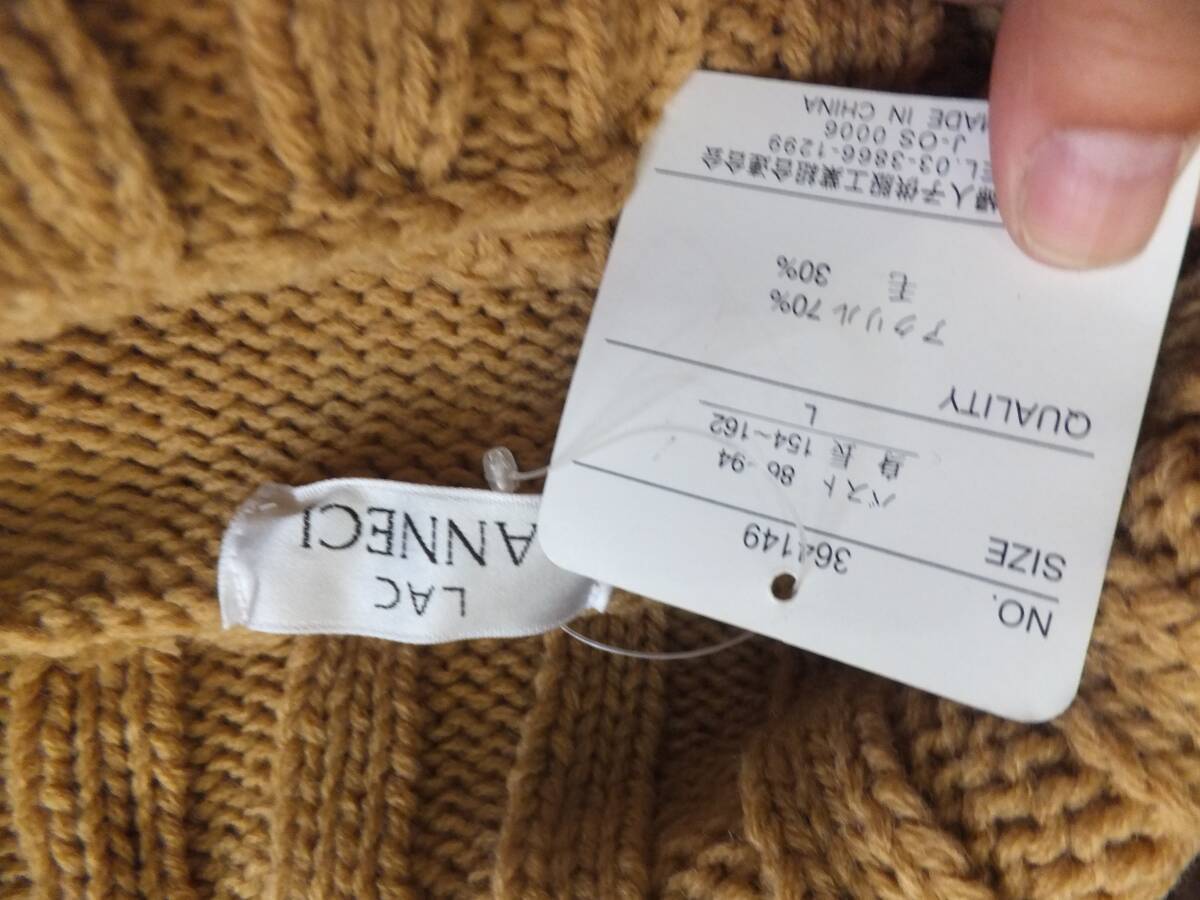 LAC
ANNECI
NO.
364149
SIZE
バスト 86-94
身長 154~162
L
QUALITY
アクリル 70%
毛 30%
婦人子供服工業組合連合会
TEL.03-3866-1299
J-OS 0006
MADE IN CHINA